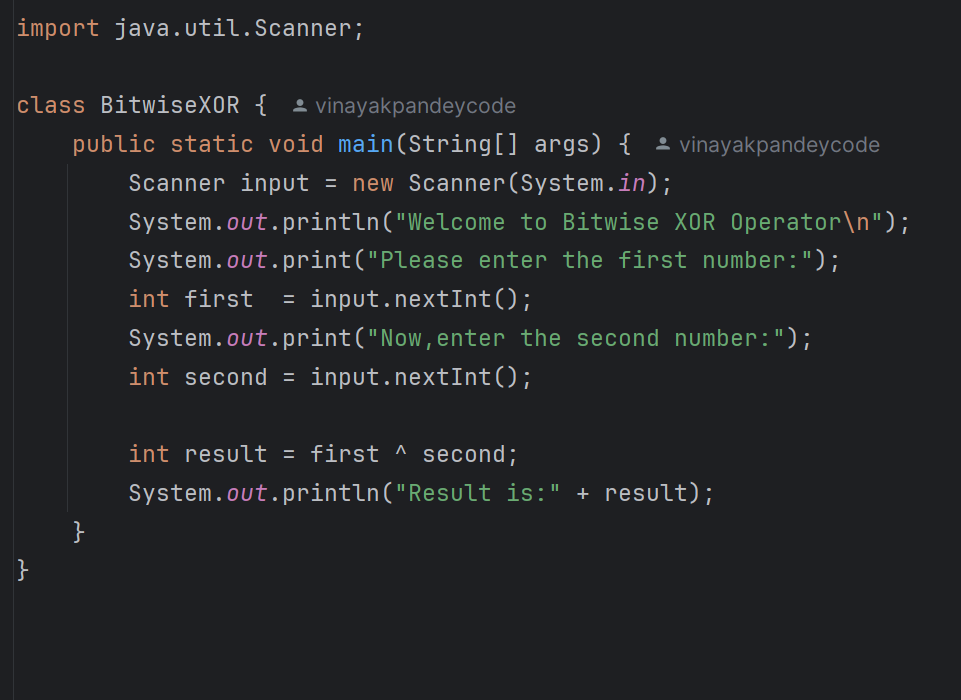 import java.util.Scanner;
class BitwiseXOR { vinayakpandeycode
    public static void main(String[] args) { vinayakpandeycode
        Scanner input = new Scanner(System.in);
        System.out.println("Welcome to Bitwise XOR Operator\n");
        System.out.print("Please enter the first number:");
        int first  = input.nextInt();
        System.out.print("Now,enter the second number:");
        int second = input.nextInt();
        int result = first ^ second;
        System.out.println("Result is:" + result);
    }
}